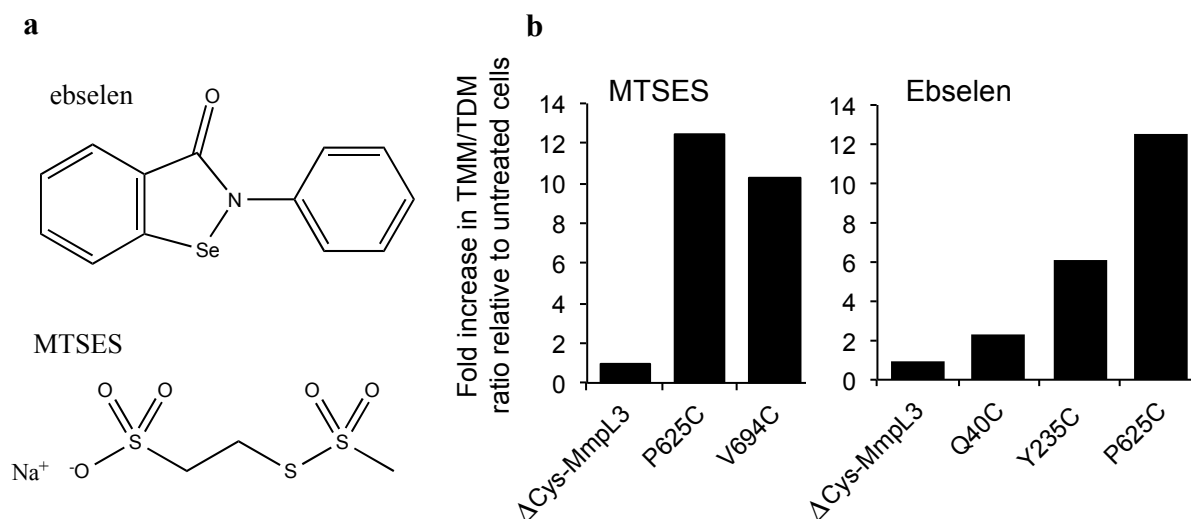 a
ebselen
O
N
Se
MTSES
O O O O
S S
Na+ -O S
b
Fold increase in TMM/TDM
ratio relative to untreated cells
MTSES
14
12
10
8
6
4
2
0
ΔCys-MmpL3
P625C
V694C
Ebselen
14
12
10
8
6
4
2
0
ΔCys-MmpL3
Q40C
Y235C
P625C